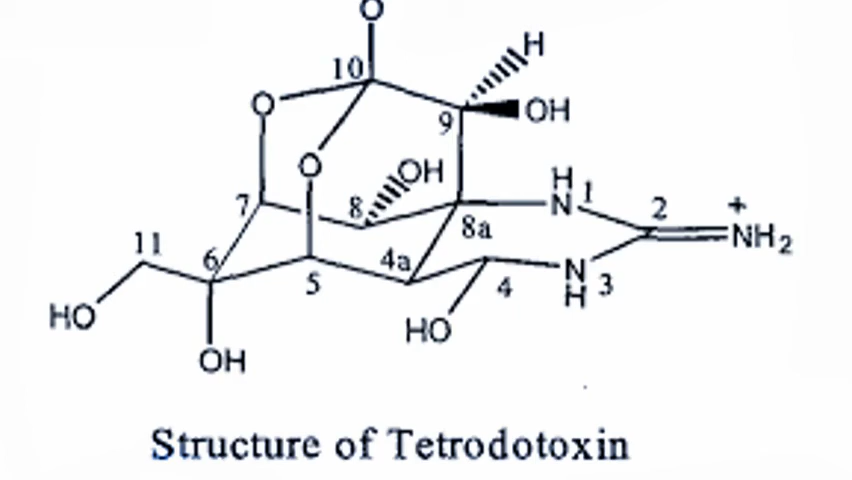 O
10
H
O
9
OH
O
OH
H
7
8
N
1
2
+
8a
NH2
11
6
4a
N
3
5
4
H
HO
HO
OH
Structure of Tetrodotoxin